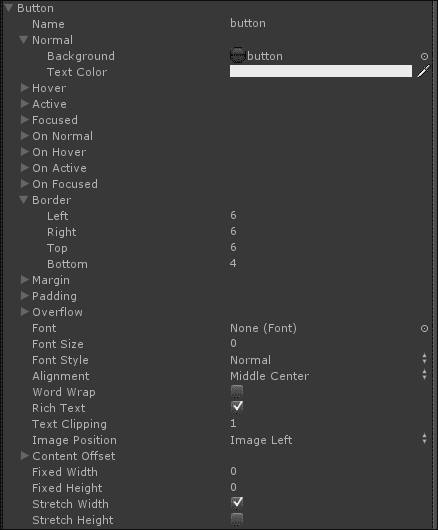 Button
Name button
Normal
Background button
Text Color
Hover
Active
Focused
On Normal
On Hover
On Active
On Focused
Border
Left 6
Right 6
Top 6
Bottom 4
Margin
Padding
Overflow
Font None (Font)
Font Size 0
Font Style Normal
Alignment Middle Center
Word Wrap
Rich Text
Text Clipping 1
Image Position Image Left
Content Offset
Fixed Width 0
Fixed Height 0
Stretch Width
Stretch Height